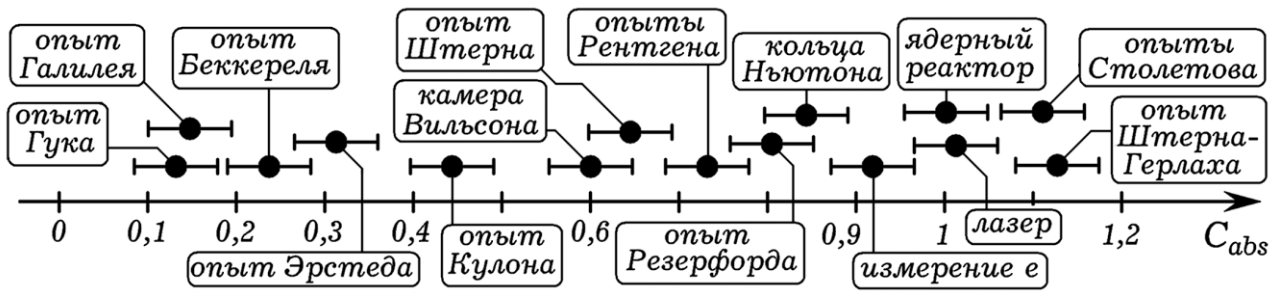 опыт
Галилея
опыт
Беккереля
опыт
Штерна
опыты
Рентгена
кольца
Ньютона
ядерный
реактор
опыты
Столетова
опыт
Гука
камера
Вильсона
опыт
Штерна-
Герлаха
0 0,1 0,2 0,3 0,4 0,6 0,9 1 1,2 C abs
опыт Эрстеда
опыт
Кулона
опыт
Резерфорда
измерение e
лазер